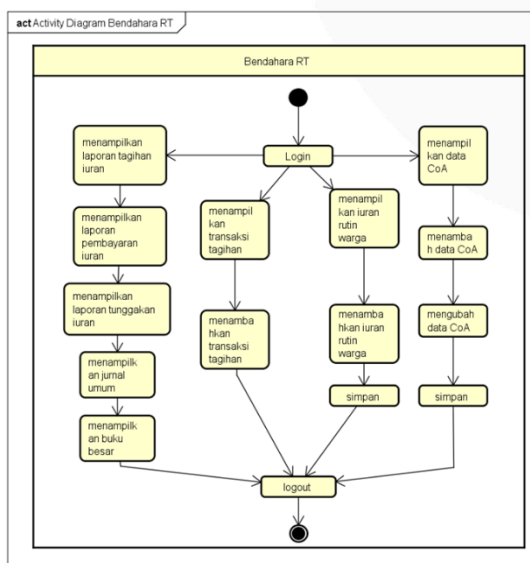 act Activity Diagram Bendahara RT
Bendahara RT
Login
menampilkan
laporan tagihan
iuran
menampilkan
laporan
pembayaran
iuran
menampilkan
laporan tunggakan
iuran
menampilk
an jurnal
umum
menampilk
an buku
besar
menampil
kan
transaksi
tagihan
menamba
hkan
transaksi
tagihan
menampil
kan iuran
rutin
warga
menamba
hkan iuran
rutin
warga
simpan
menampil
kan data
CoA
menamba
h data CoA
mengubah
data CoA
simpan
logout